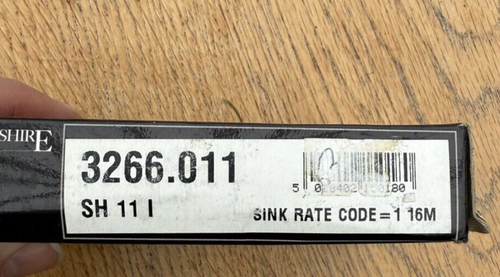 SHIRE
3266.011
SH 11 I
SINK RATE CODE=1 16M